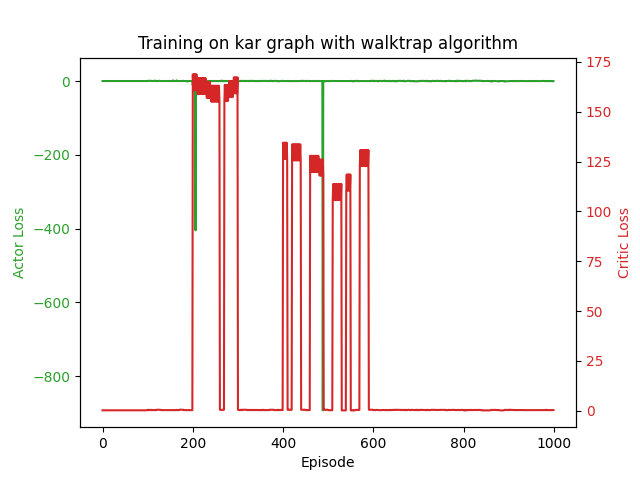 Training on kar graph with walktrap algorithm
0
−200
−400
−600
−800
Actor Loss
175
150
125
100
75
50
25
0
Critic Loss
0 200 400 600 800 1000
Episode